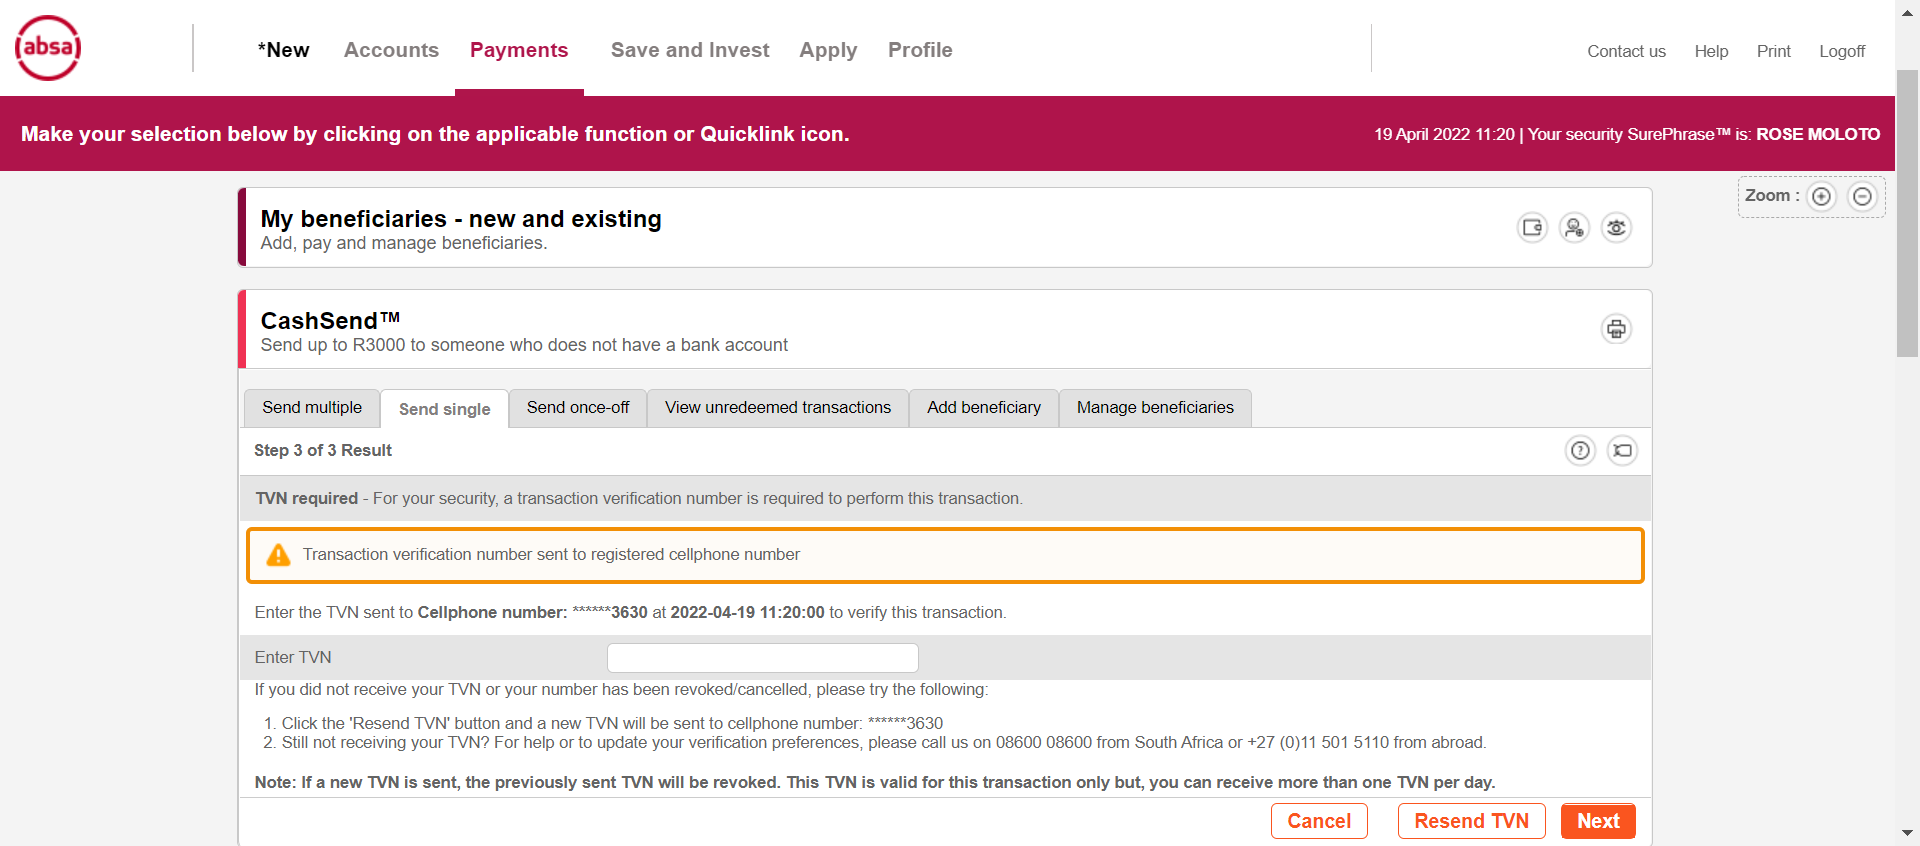 absa
*New Accounts Payments Save and Invest Apply Profile Contact us Help Print Logoff
Make your selection below by clicking on the applicable function or Quicklink icon. 19 April 2022 11:20 | Your security SurePhrase™ is: ROSE MOLOTO
Zoom :
My beneficiaries - new and existing
Add, pay and manage beneficiaries.
CashSend™
Send up to R3000 to someone who does not have a bank account
Send multiple Send single Send once-off View unredeemed transactions Add beneficiary Manage beneficiaries
Step 3 of 3 Result
TVN required - For your security, a transaction verification number is required to perform this transaction.
Transaction verification number sent to registered cellphone number
Enter the TVN sent to Cellphone number: ******3630 at 2022-04-19 11:20:00 to verify this transaction.
Enter TVN
If you did not receive your TVN or your number has been revoked/cancelled, please try the following:
1. Click the 'Resend TVN' button and a new TVN will be sent to cellphone number: ******3630
2. Still not receiving your TVN? For help or to update your verification preferences, please call us on 08600 08600 from South Africa or +27 (0)11 501 5110 from abroad.
Note: If a new TVN is sent, the previously sent TVN will be revoked. This TVN is valid for this transaction only but, you can receive more than one TVN per day.
Cancel Resend TVN Next